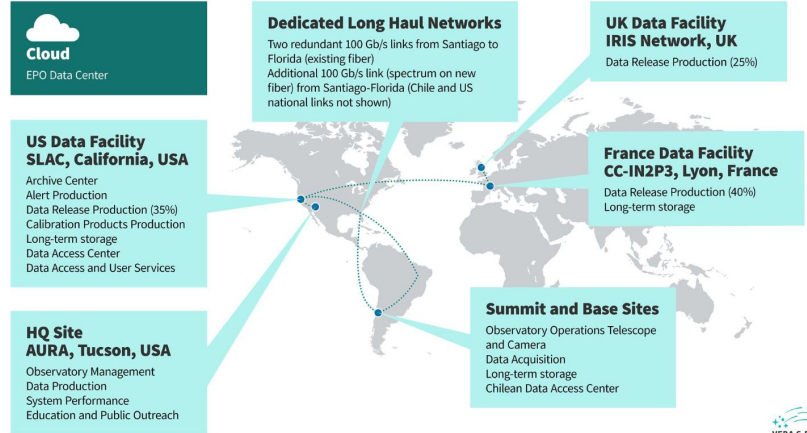 Cloud
EPO Data Center
Dedicated Long Haul Networks
Two redundant 100 Gb/s links from Santiago to
Florida (existing fiber)
Additional 100 Gb/s link (spectrum on new
fiber) from Santiago-Florida (Chile and US
national links not shown)
UK Data Facility
IRIS Network, UK
Data Release Production (25%)
US Data Facility
SLAC, California, USA
Archive Center
Alert Production
Data Release Production (35%)
Calibration Products Production
Long-term storage
Data Access Center
Data Access and User Services
France Data Facility
CC-IN2P3, Lyon, France
Data Release Production (40%)
Long-term storage
HQ Site
AURA, Tucson, USA
Observatory Management
Data Production
System Performance
Education and Public Outreach
Summit and Base Sites
Observatory Operations Telescope
and Camera
Data Acquisition
Long-term storage
Chilean Data Access Center